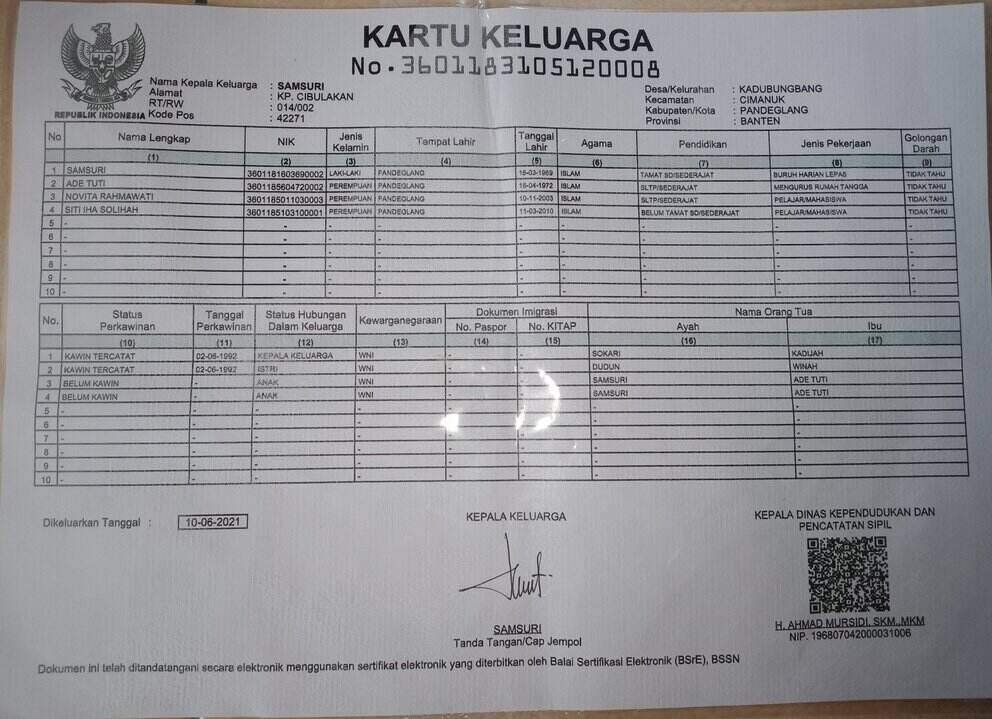 KARTU KELUARGA
No. 3601183105120008
REPUBLIK INDONESIA
Nama Kepala Keluarga : SAMSURI
Alamat : KP. CIBULAKAN
RT/RW : 014/002
Kode Pos : 42271
Desa/Kelurahan : KADUBUNGBANG
Kecamatan : CIMANUK
Kabupaten/Kota : PANDEGLANG
Provinsi : BANTEN
No Nama Lengkap NIK Jenis Kelamin Tempat Lahir Tanggal Lahir Agama Pendidikan Jenis Pekerjaan Golongan Darah
(1) (2) (3) (4) (5) (6) (7) (8) (9)
1 SAMSURI 3601181603690002 LAKI-LAKI PANDEGLANG 16-03-1969 ISLAM TAMAT SD/SEDERAJAT BURUH HARIAN LEPAS TIDAK TAHU
2 ADE TUTI 3601185604720002 PEREMPUAN PANDEGLANG 16-04-1972 ISLAM SLTP/SEDERAJAT MENGURUS RUMAH TANGGA TIDAK TAHU
3 NOVITA RAHMAWATI 3601185011030003 PEREMPUAN PANDEGLANG 10-11-2003 ISLAM SLTP/SEDERAJAT PELAJAR/MAHASISWA TIDAK TAHU
4 SITI IHA SOLIHAH 3601185103100001 PEREMPUAN PANDEGLANG 11-03-2010 ISLAM BELUM TAMAT SD/SEDERAJAT PELAJAR/MAHASISWA TIDAK TAHU
5 - - - - - - - - -
6 - - - - - - - - -
7 - - - - - - - - -
8 - - - - - - - - -
9 - - - - - - - - -
10 - - - - - - - - -
No. Status Perkawinan Tanggal Perkawinan Status Hubungan Dalam Keluarga Kewarganegaraan Dokumen Imigrasi Nama Orang Tua
No. Paspor No. KITAP Ayah Ibu
(10) (11) (12) (13) (14) (15) (16) (17)
1 KAWIN TERCATAT 02-06-1992 KEPALA KELUARGA WNI - - SOKARI KADIJAH
2 KAWIN TERCATAT 02-06-1992 ISTRI WNI - - DUDUN WINAH
3 BELUM KAWIN - ANAK WNI - - SAMSURI ADE TUTI
4 BELUM KAWIN - ANAK WNI - - SAMSURI ADE TUTI
5 - - - - - - - -
6 - - - - - - - -
7 - - - - - - - -
8 - - - - - - - -
9 - - - - - - - -
10 - - - - - - - -
Dikeluarkan Tanggal : 10-06-2021
KEPALA KELUARGA
SAMSURI
Tanda Tangan/Cap Jempol
KEPALA DINAS KEPENDUDUKAN DAN
PENCATATAN SIPIL
H. AHMAD MURSIDI, SKM.,MKM
NIP. 196807042000031006
Dokumen ini telah ditandatangani secara elektronik menggunakan sertifikat elektronik yang diterbitkan oleh Balai Sertifikasi Elektronik (BSrE), BSSN